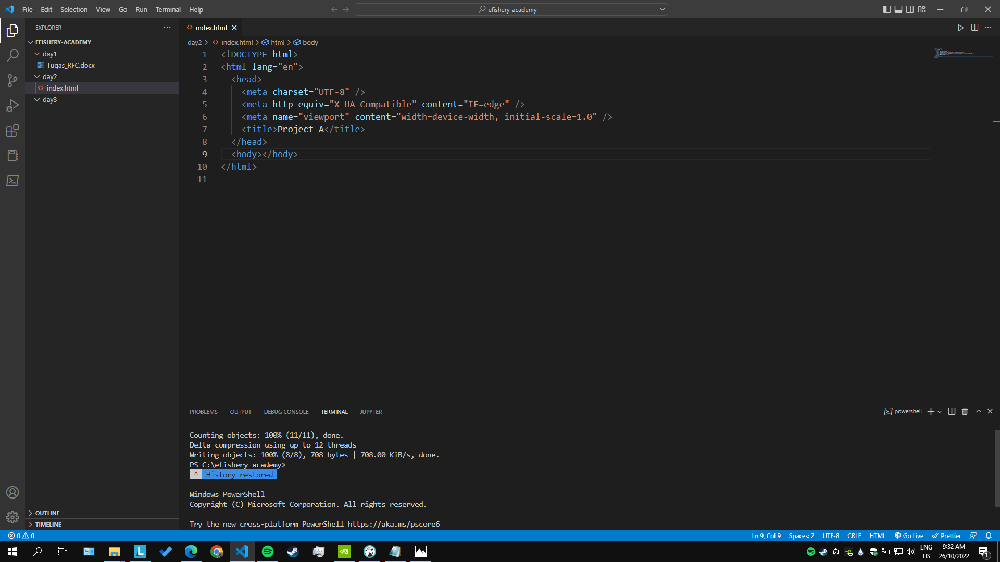 File Edit Selection View Go Run Terminal Help
efishery-academy
EXPLORER
EFISHERY-ACADEMY
day1
Tugas_RFC.docx
day2
index.html
day3
OUTLINE
TIMELINE
index.html
day2 > index.html > html > body
1 <!DOCTYPE html>
2 <html lang="en">
3 <head>
4 <meta charset="UTF-8" />
5 <meta http-equiv="X-UA-Compatible" content="IE=edge" />
6 <meta name="viewport" content="width=device-width, initial-scale=1.0" />
7 <title>Project A</title>
8 </head>
9 <body></body>
10 </html>
11
PROBLEMS OUTPUT DEBUG CONSOLE TERMINAL JUPYTER
powershell
Counting objects: 100% (11/11), done.
Delta compression using up to 12 threads
Writing objects: 100% (8/8), 708 bytes | 708.00 KiB/s, done.
PS C:\efishery-academy>
* History restored
Windows PowerShell
Copyright (C) Microsoft Corporation. All rights reserved.
Try the new cross-platform PowerShell https://aka.ms/pscore6
0 0
Ln 9, Col 9 Spaces: 2 UTF-8 CRLF HTML Go Live Prettier
L
ENG
US
9:32 AM
26/10/2022
1